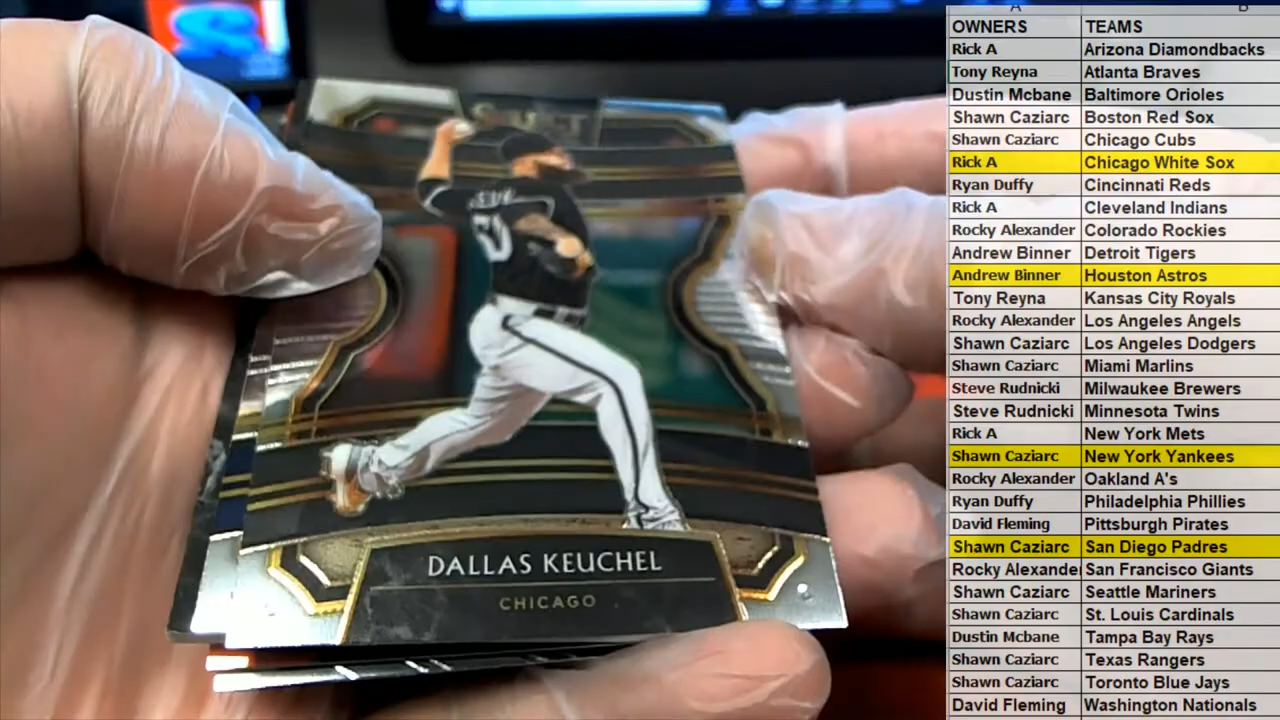 SELECT
50
DALLAS KEUCHEL
CHICAGO
A B
OWNERS TEAMS
Rick A Arizona Diamondbacks
Tony Reyna Atlanta Braves
Dustin Mcbane Baltimore Orioles
Shawn Caziarc Boston Red Sox
Shawn Caziarc Chicago Cubs
Rick A Chicago White Sox
Ryan Duffy Cincinnati Reds
Rick A Cleveland Indians
Rocky Alexander Colorado Rockies
Andrew Binner Detroit Tigers
Andrew Binner Houston Astros
Tony Reyna Kansas City Royals
Rocky Alexander Los Angeles Angels
Shawn Caziarc Los Angeles Dodgers
Shawn Caziarc Miami Marlins
Steve Rudnicki Milwaukee Brewers
Steve Rudnicki Minnesota Twins
Rick A New York Mets
Shawn Caziarc New York Yankees
Rocky Alexander Oakland A's
Ryan Duffy Philadelphia Phillies
David Fleming Pittsburgh Pirates
Shawn Caziarc San Diego Padres
Rocky Alexander San Francisco Giants
Shawn Caziarc Seattle Mariners
Shawn Caziarc St. Louis Cardinals
Dustin Mcbane Tampa Bay Rays
Shawn Caziarc Texas Rangers
Shawn Caziarc Toronto Blue Jays
David Fleming Washington Nationals